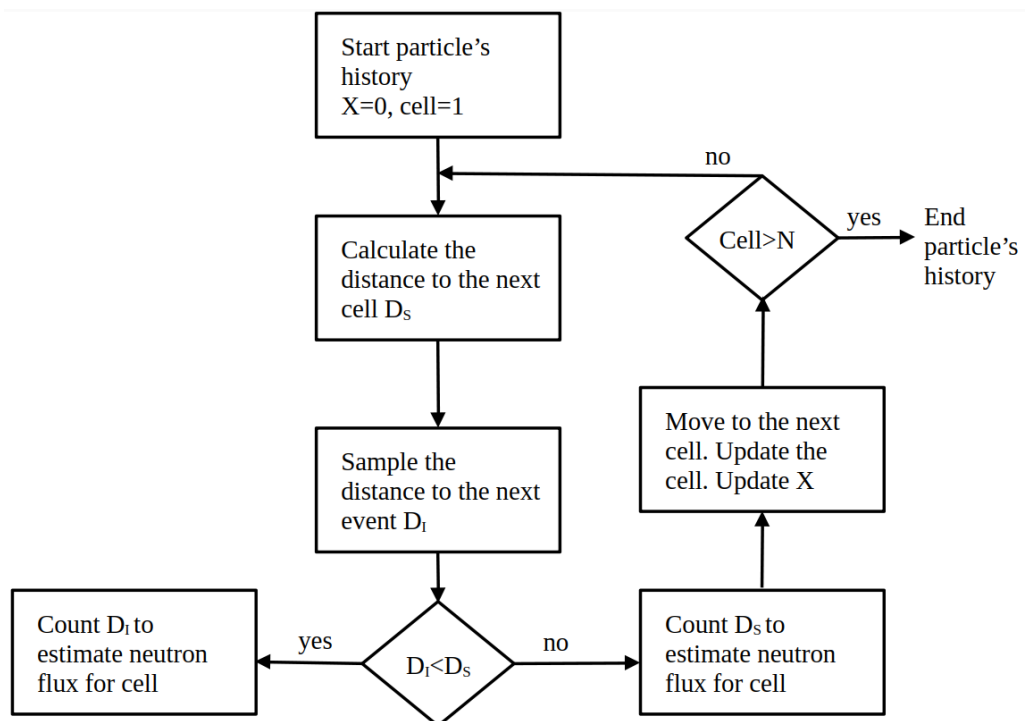 Start particle’s
history
X=0, cell=1
no
Cell>N
yes
End
particle’s
history
Calculate the
distance to the next
cell Dₛ
Move to the next
cell. Update the
cell. Update X
Sample the
distance to the next
event DI
Count DI to
estimate neutron
flux for cell
yes
DI<DS
no
Count DS to
estimate neutron
flux for cell